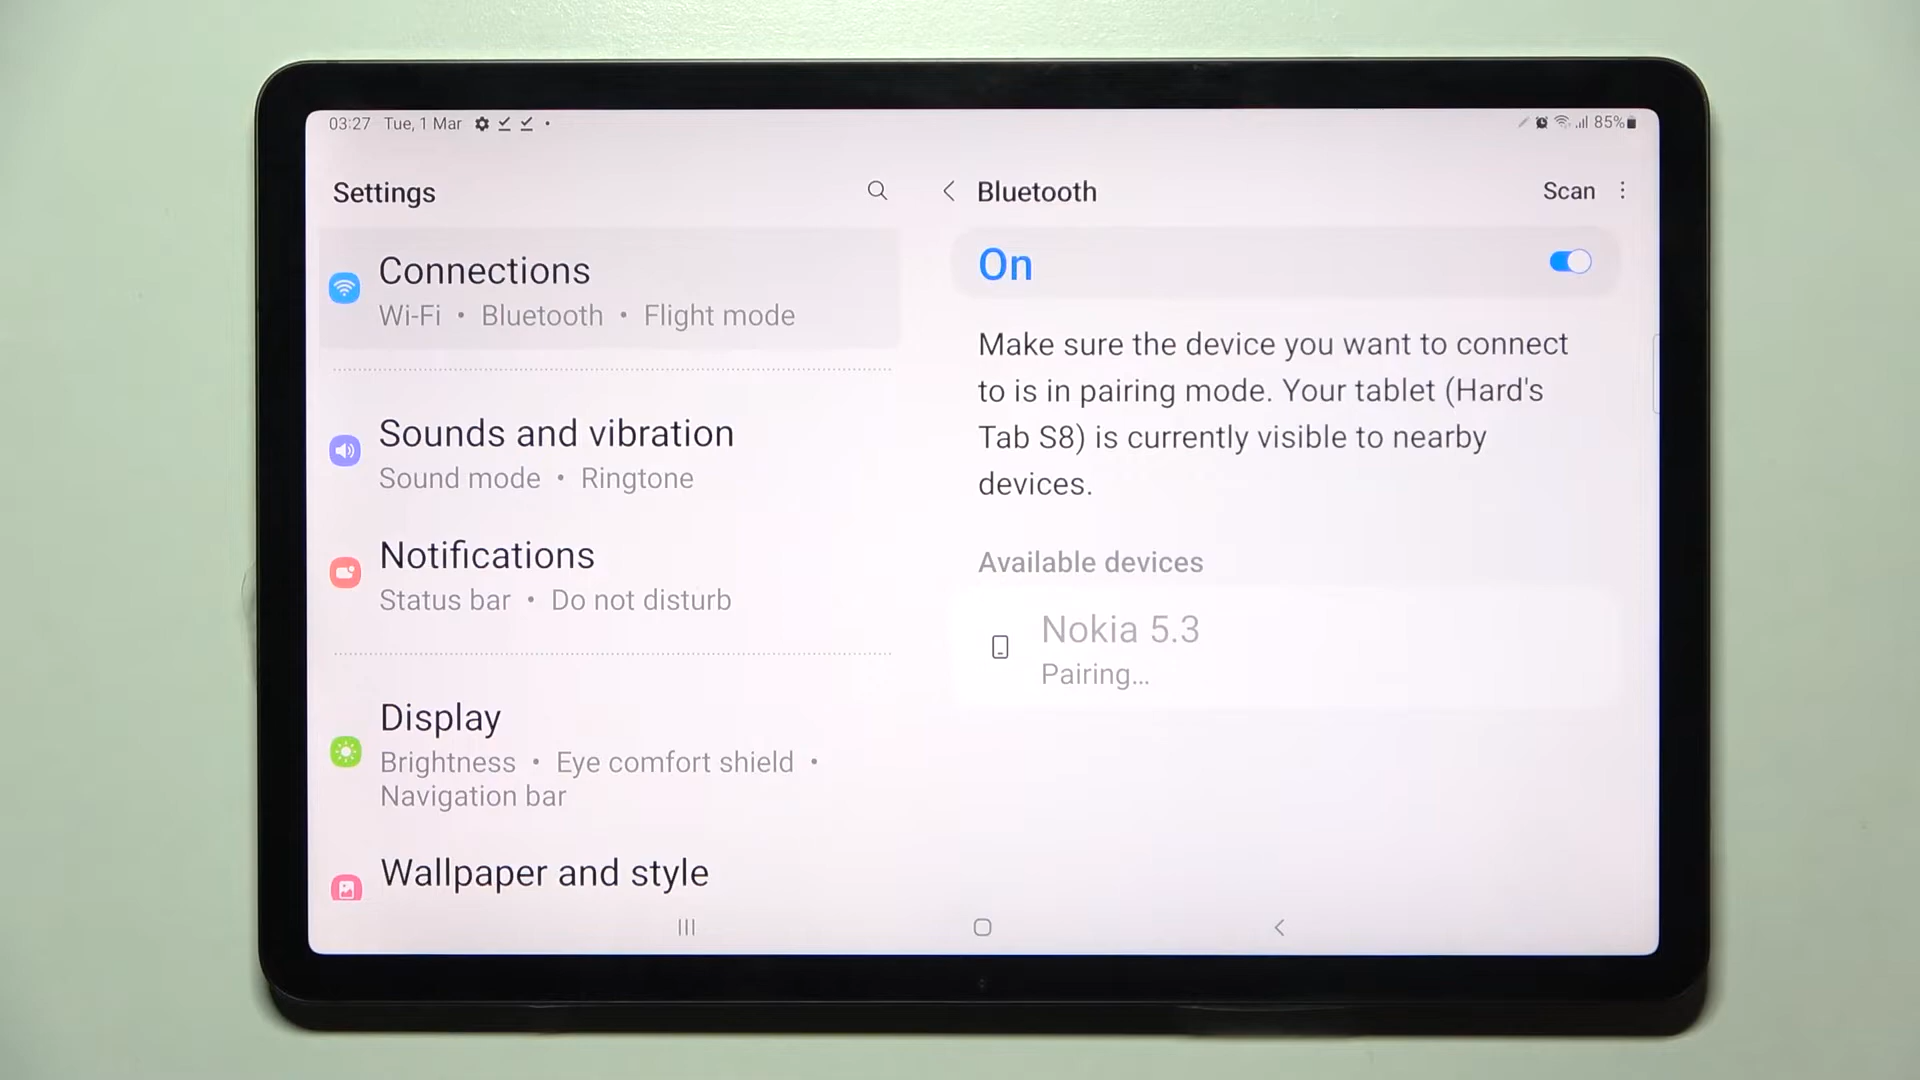 03:27 Tue, 1 Mar
85%
Settings
Connections
Wi-Fi • Bluetooth • Flight mode
Sounds and vibration
Sound mode • Ringtone
Notifications
Status bar • Do not disturb
Display
Brightness • Eye comfort shield •
Navigation bar
Wallpaper and style
Bluetooth
Scan
On
Make sure the device you want to connect
to is in pairing mode. Your tablet (Hard's
Tab S8) is currently visible to nearby
devices.
Available devices
Nokia 5.3
Pairing...